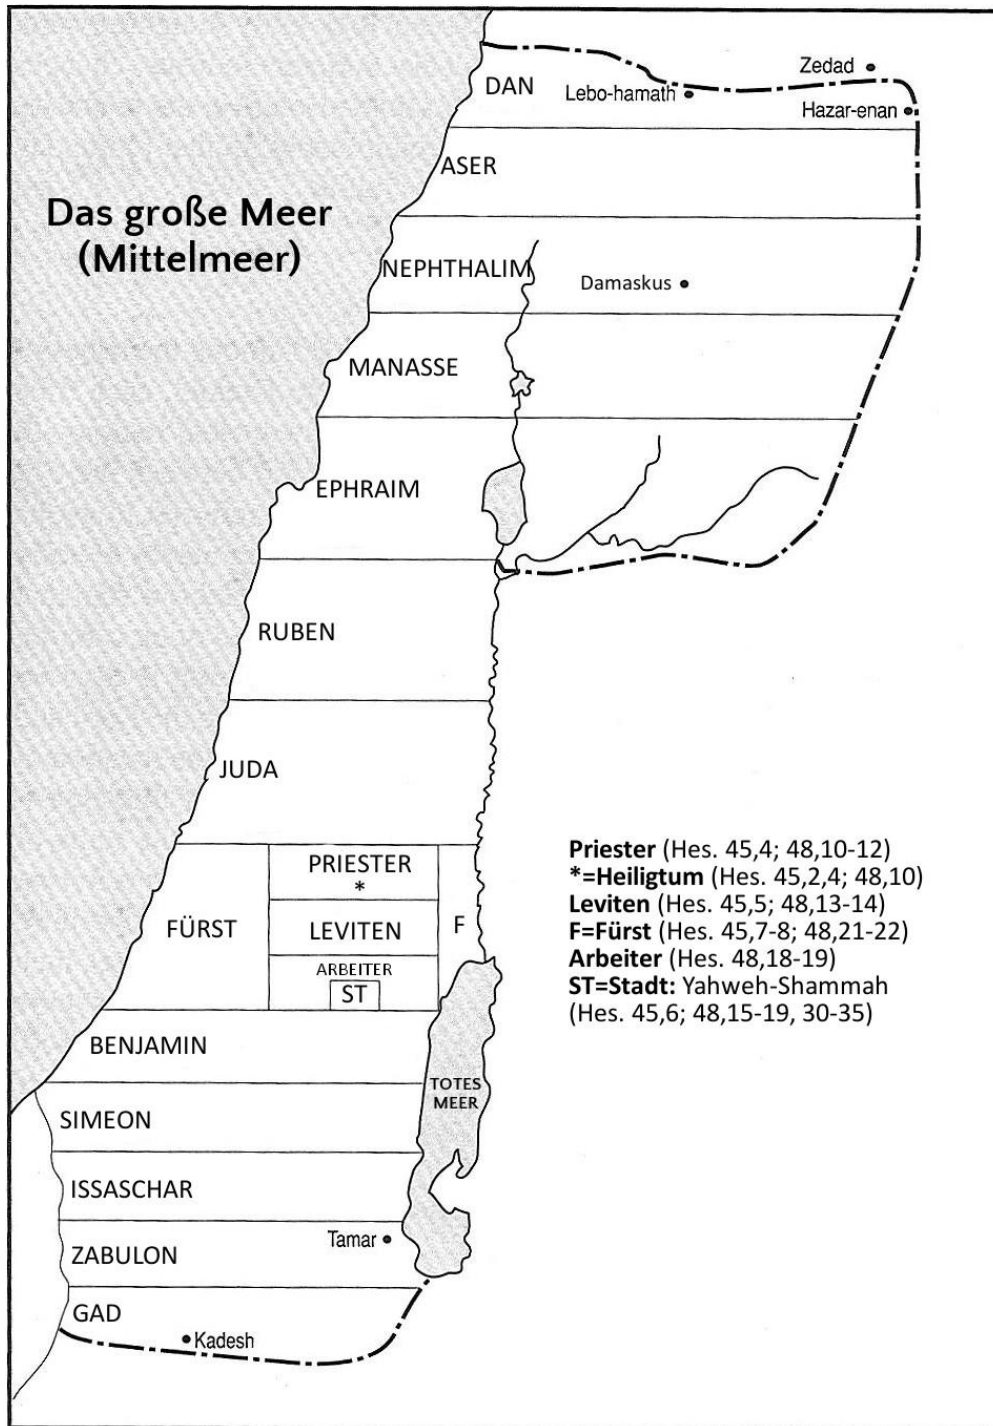 Zedad
DAN
Lebo-hamath
Hazar-enan
ASER
Das große Meer
(Mittelmeer)
NEPHTHALIM
Damaskus
MANASSE
EPHRAIM
RUBEN
JUDA
PRIESTER
*
FÜRST
LEVITEN
F
ARBEITER
ST
Priester (Hes. 45,4; 48,10-12)
*=Heiligtum (Hes. 45,2,4; 48,10)
Leviten (Hes. 45,5; 48,13-14)
F=Fürst (Hes. 45,7-8; 48,21-22)
Arbeiter (Hes. 48,18-19)
ST=Stadt: Yahweh-Shammah
(Hes. 45,6; 48,15-19, 30-35)
BENJAMIN
TOTES
MEER
SIMEON
ISSASCHAR
Tamar
ZABULON
GAD
Kadesh